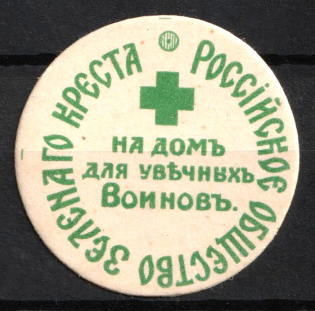 РОССІЙСКОЕ ОБЩЕСТВО ЗЕЛЕНАГО КРЕСТА
НА ДОМЪ
ДЛЯ УВѢЧНЫХЪ
ВОИНОВЪ.